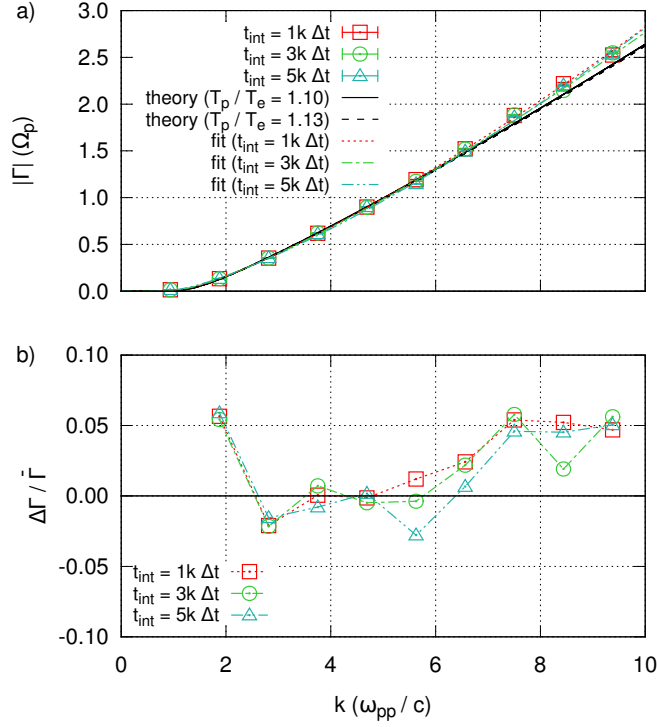 a)
3.0
2.5
2.0
1.5
1.0
0.5
0.0
|Γ| (Ωp)
tint = 1k Δt
tint = 3k Δt
tint = 5k Δt
theory (Tp / Te = 1.10)
theory (Tp / Te = 1.13)
fit (tint = 1k Δt)
fit (tint = 3k Δt)
fit (tint = 5k Δt)
b)
0.10
0.05
0.00
-0.05
-0.10
ΔΓ / Γ̄
tint = 1k Δt
tint = 3k Δt
tint = 5k Δt
0 2 4 6 8 10
k (ωpp / c)